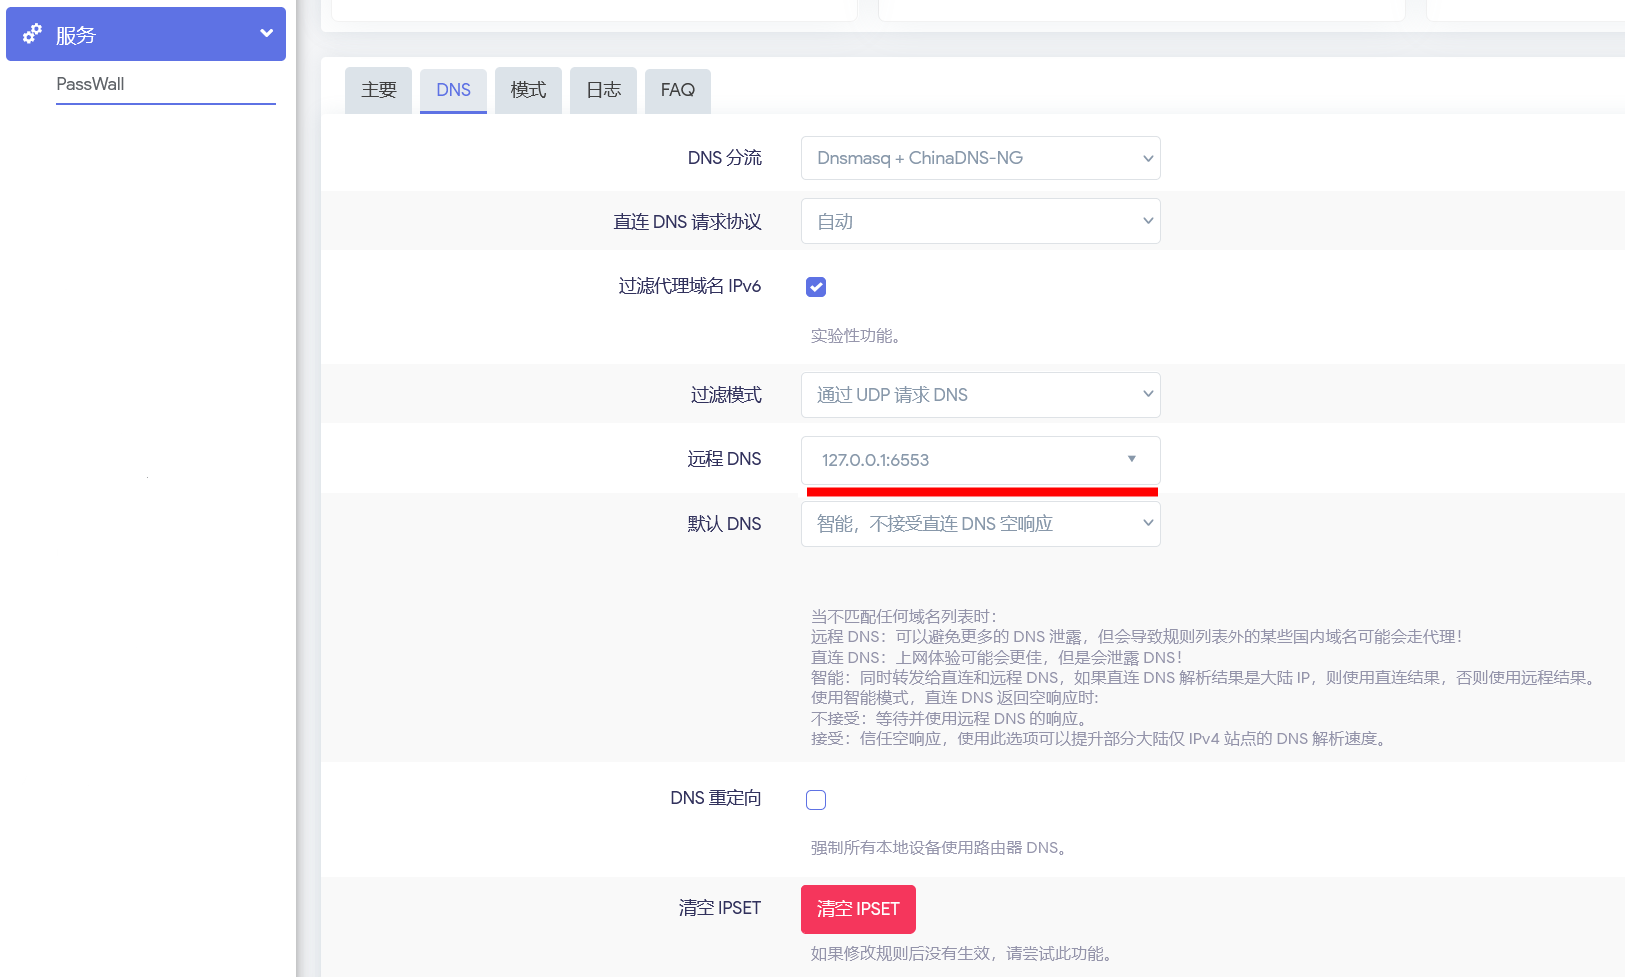 服务
PassWall
主要
DNS
模式
日志
FAQ
DNS 分流
Dnsmasq + ChinaDNS-NG
直连 DNS 请求协议
自动
过滤代理域名 IPv6
实验性功能。
过滤模式
通过 UDP 请求 DNS
远程 DNS
127.0.0.1:6553
默认 DNS
智能，不接受直连 DNS 空响应
当不匹配任何域名列表时：
远程 DNS：可以避免更多的 DNS 泄露，但会导致规则列表外的某些国内域名可能会走代理！
直连 DNS：上网体验可能会更佳，但是会泄露 DNS！
智能：同时转发给直连和远程 DNS，如果直连 DNS 解析结果是大陆 IP，则使用直连结果，否则使用远程结果。
使用智能模式，直连 DNS 返回空响应时:
不接受：等待并使用远程 DNS 的响应。
接受：信任空响应，使用此选项可以提升部分大陆仅 IPv4 站点的 DNS 解析速度。
DNS 重定向
强制所有本地设备使用路由器 DNS。
清空 IPSET
清空 IPSET
如果修改规则后没有生效，请尝试此功能。